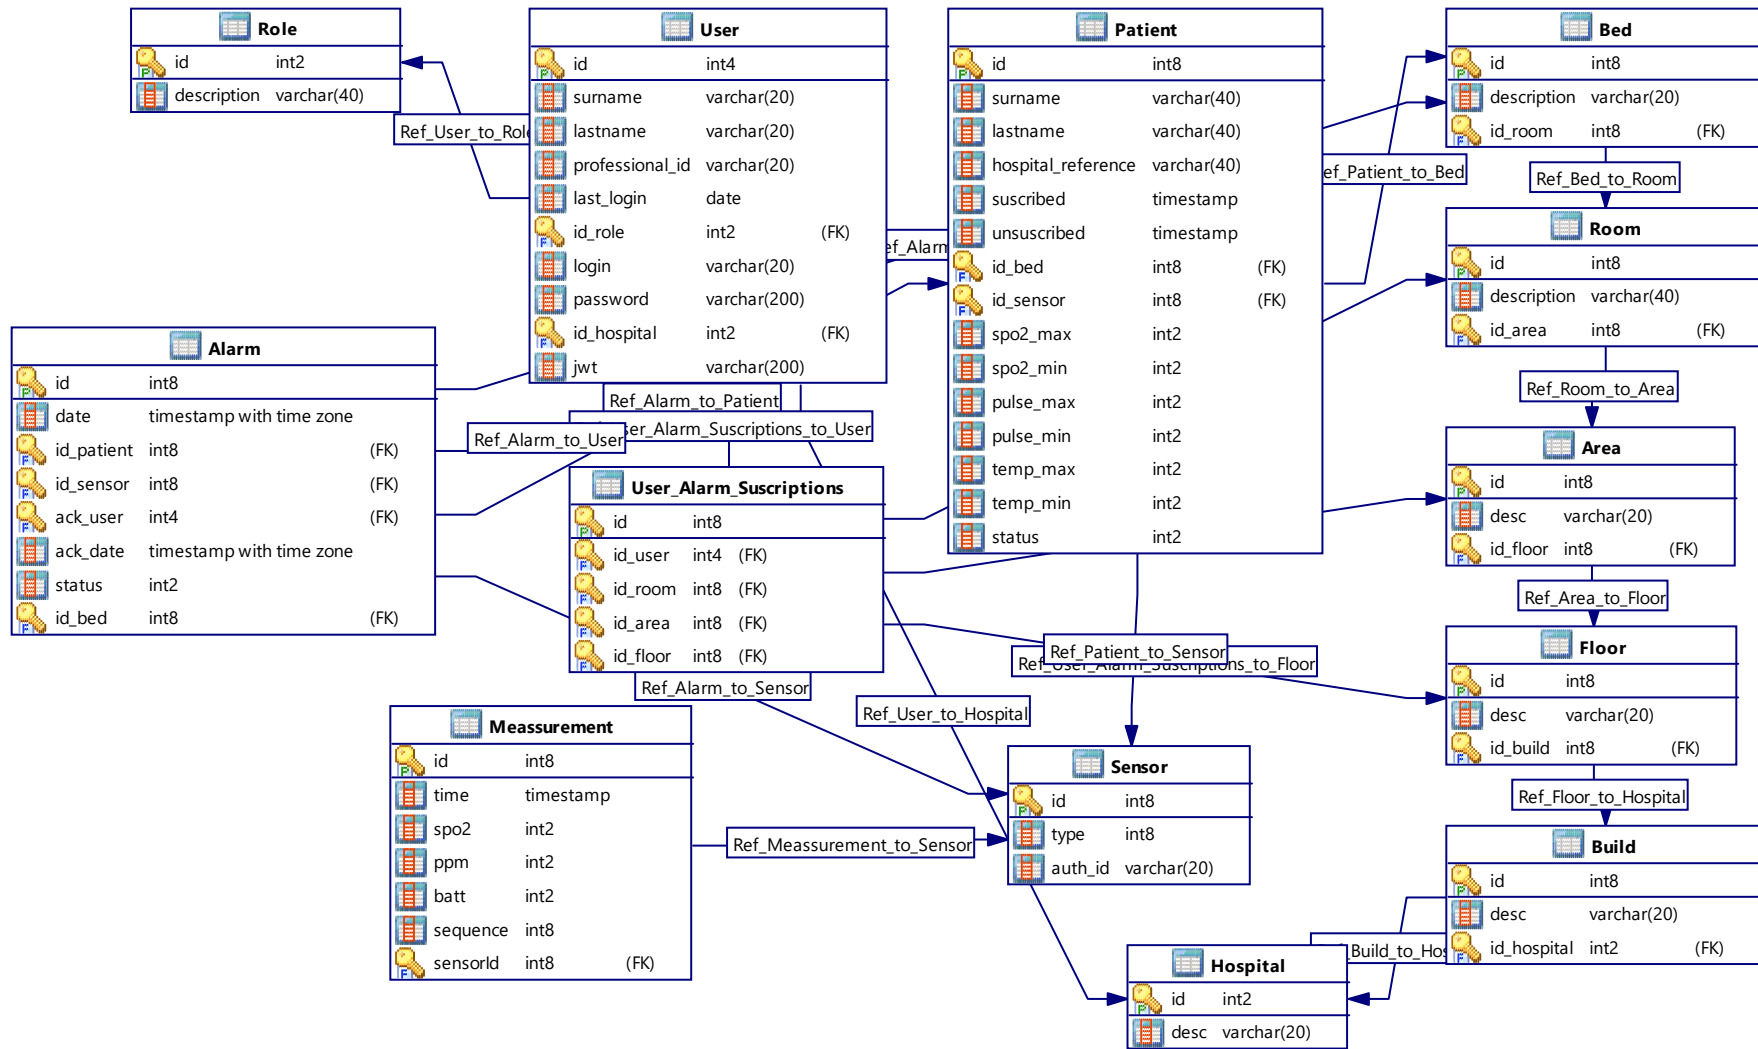 Role
id int2
description varchar(40)
Ref_User_to_Role
User
id int4
surname varchar(20)
lastname varchar(20)
professional_id varchar(20)
last_login date
id_role int2 (FK)
login varchar(20)
password varchar(200)
id_hospital int2 (FK)
jwt varchar(200)
Patient
id int8
surname varchar(40)
lastname varchar(40)
hospital_reference varchar(40)
suscribed timestamp
unsuscribed timestamp
id_bed int8 (FK)
id_sensor int8 (FK)
spo2_max int2
spo2_min int2
pulse_max int2
pulse_min int2
temp_max int2
temp_min int2
status int2
Bed
id int8
description varchar(20)
id_room int8 (FK)
ef_Patient_to_Bed
Ref_Bed_to_Room
Room
id int8
description varchar(40)
id_area int8 (FK)
Ref_Room_to_Area
Area
id int8
desc varchar(20)
id_floor int8 (FK)
Ref_Area_to_Floor
Floor
id int8
desc varchar(20)
id_build int8 (FK)
Ref_Floor_to_Hospital
Build
id int8
desc varchar(20)
id_hospital int2 (FK)
Build_to_Hos
Hospital
id int2
desc varchar(20)
ef_Alarm
Alarm
id int8
date timestamp with time zone
id_patient int8 (FK)
id_sensor int8 (FK)
ack_user int4 (FK)
ack_date timestamp with time zone
status int2
id_bed int8 (FK)
Ref_Alarm_to_Patient
ser_Alarm_Suscriptions_to_User
Ref_Alarm_to_User
User_Alarm_Suscriptions
id int8
id_user int4 (FK)
id_room int8 (FK)
id_area int8 (FK)
id_floor int8 (FK)
Ref_Alarm_to_Sensor
Ref_User_to_Hospital
Ref_Patient_to_Sensor
Ref_User_Alarm_Suscriptions_to_Floor
Meassurement
id int8
time timestamp
spo2 int2
ppm int2
batt int2
sequence int8
sensorId int8 (FK)
Ref_Meassurement_to_Sensor
Sensor
id int8
type int8
auth_id varchar(20)